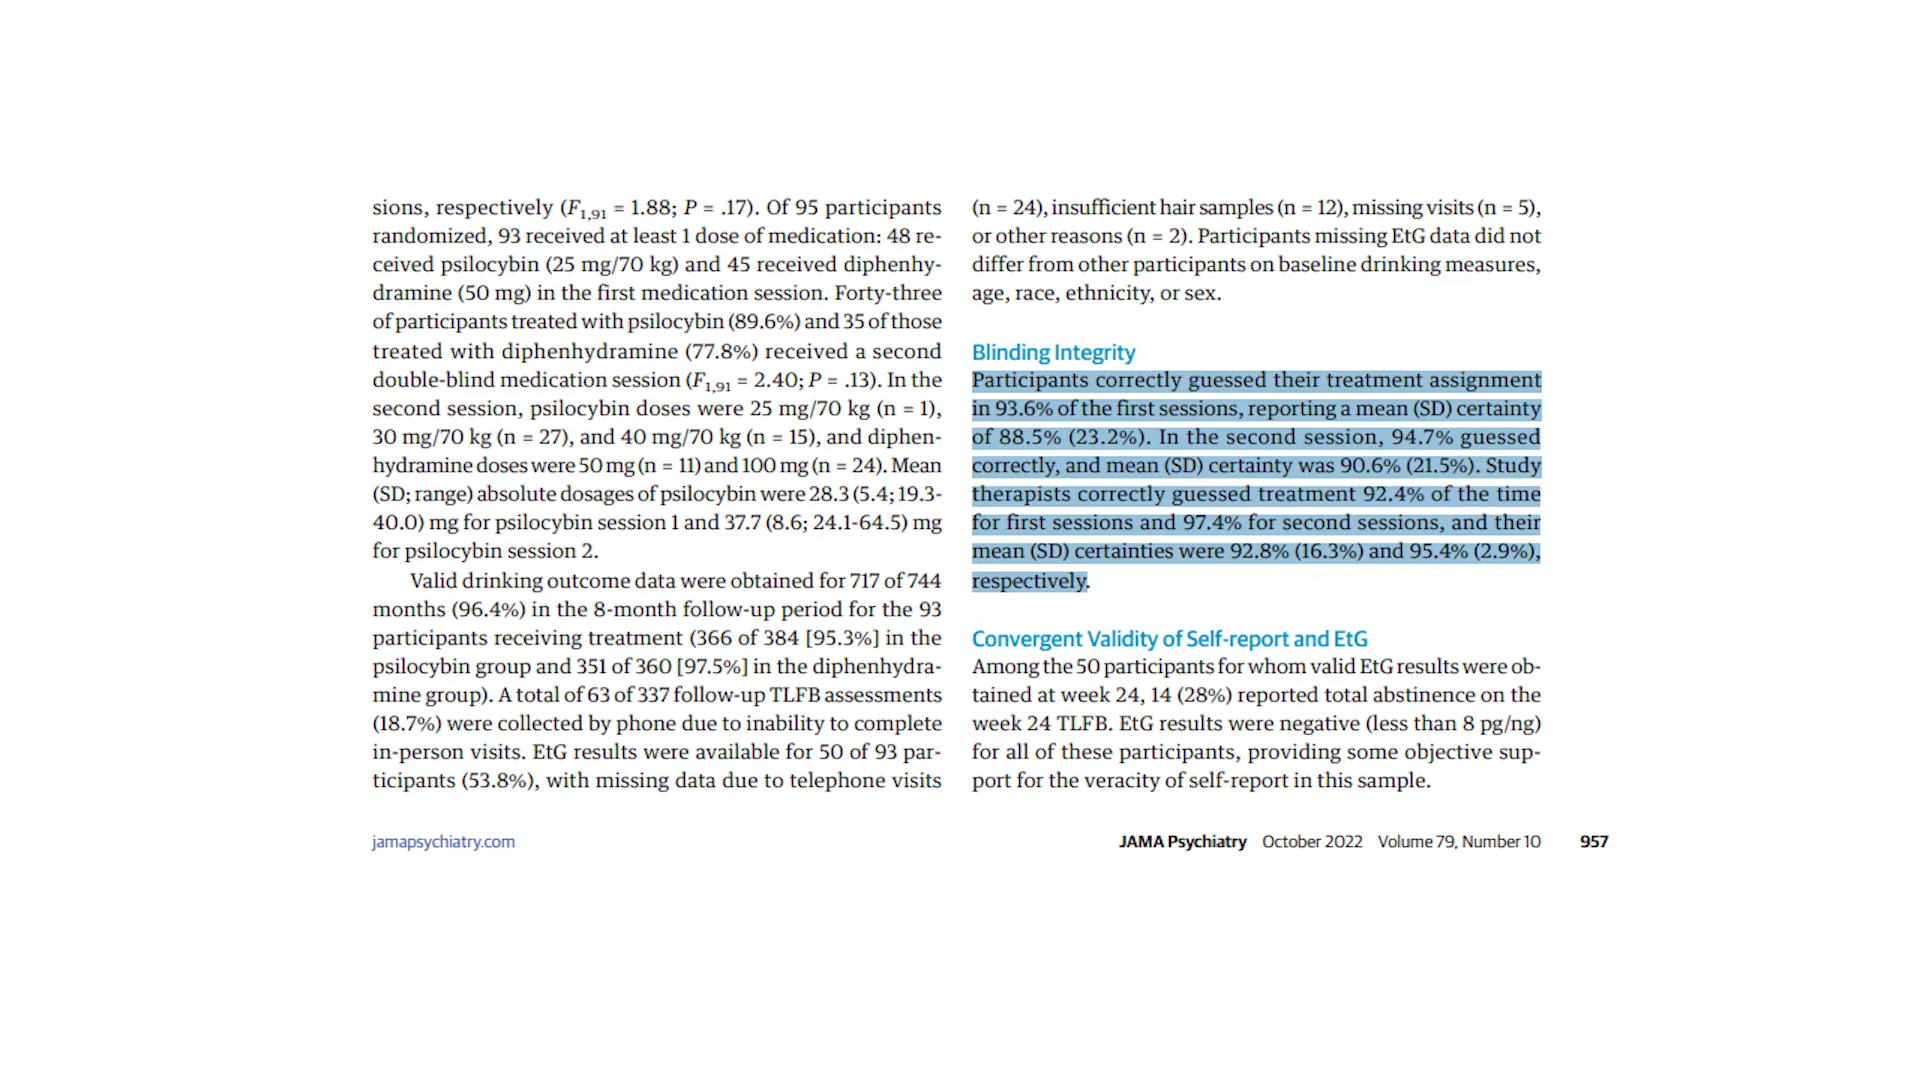 sions, respectively (F1,91 = 1.88; P = .17). Of 95 participants
randomized, 93 received at least 1 dose of medication: 48 re-
ceived psilocybin (25 mg/70 kg) and 45 received diphenhy-
dramine (50 mg) in the first medication session. Forty-three
of participants treated with psilocybin (89.6%) and 35 of those
treated with diphenhydramine (77.8%) received a second
double-blind medication session (F1,91 = 2.40; P = .13). In the
second session, psilocybin doses were 25 mg/70 kg (n = 1),
30 mg/70 kg (n = 27), and 40 mg/70 kg (n = 15), and diphen-
hydramine doses were 50 mg (n = 11) and 100 mg (n = 24). Mean
(SD; range) absolute dosages of psilocybin were 28.3 (5.4; 19.3-
40.0) mg for psilocybin session 1 and 37.7 (8.6; 24.1-64.5) mg
for psilocybin session 2.
Valid drinking outcome data were obtained for 717 of 744
months (96.4%) in the 8-month follow-up period for the 93
participants receiving treatment (366 of 384 [95.3%] in the
psilocybin group and 351 of 360 [97.5%] in the diphenhydra-
mine group). A total of 63 of 337 follow-up TLFB assessments
(18.7%) were collected by phone due to inability to complete
in-person visits. EtG results were available for 50 of 93 par-
ticipants (53.8%), with missing data due to telephone visits
(n = 24), insufficient hair samples (n = 12), missing visits (n = 5),
or other reasons (n = 2). Participants missing EtG data did not
differ from other participants on baseline drinking measures,
age, race, ethnicity, or sex.
Blinding Integrity
Participants correctly guessed their treatment assignment
in 93.6% of the first sessions, reporting a mean (SD) certainty
of 88.5% (23.2%). In the second session, 94.7% guessed
correctly, and mean (SD) certainty was 90.6% (21.5%). Study
therapists correctly guessed treatment 92.4% of the time
for first sessions and 97.4% for second sessions, and their
mean (SD) certainties were 92.8% (16.3%) and 95.4% (2.9%),
respectively.
Convergent Validity of Self-report and EtG
Among the 50 participants for whom valid EtG results were ob-
tained at week 24, 14 (28%) reported total abstinence on the
week 24 TLFB. EtG results were negative (less than 8 pg/ng)
for all of these participants, providing some objective sup-
port for the veracity of self-report in this sample.
jamapsychiatry.com
JAMA Psychiatry October 2022 Volume 79, Number 10 957